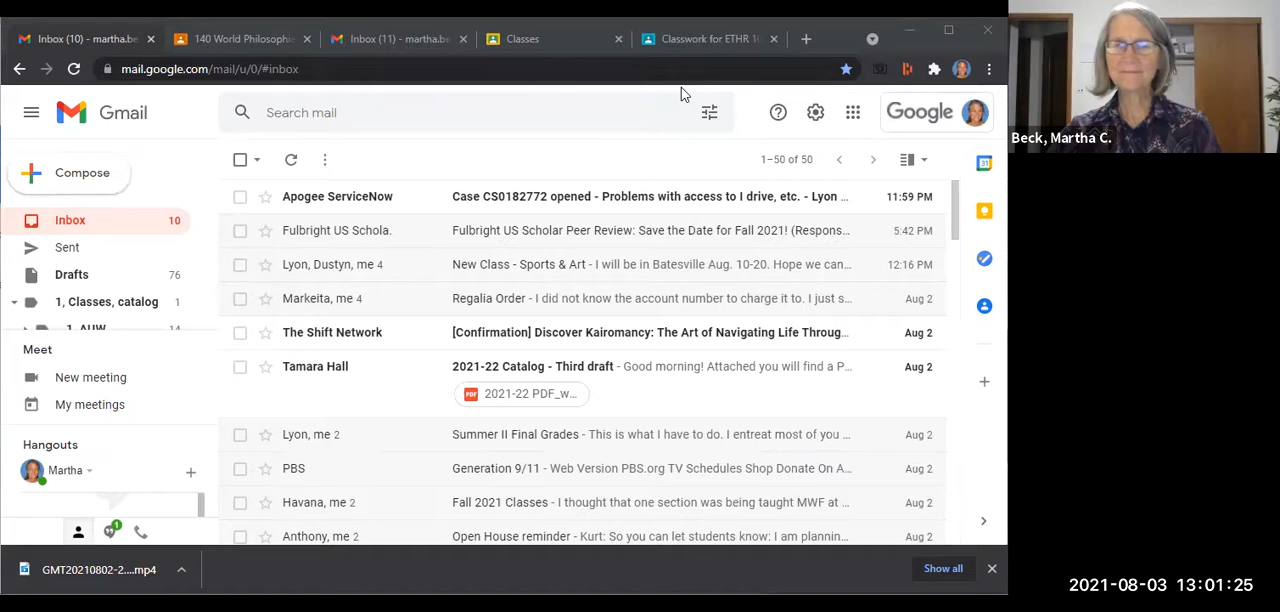 Inbox (10) - martha.be
140 World Philosophie
Inbox (11) - martha.be
Classes
Classwork for ETHR 1
mail.google.com/mail/u/0/#inbox
Gmail
Search mail
Google
Beck, Martha C.
Compose
1–50 of 50
31
Inbox 10
Sent
Drafts 76
1, Classes, catalog 1
1, AUW 14
Meet
New meeting
My meetings
Hangouts
Martha
1
Apogee ServiceNow Case CS0182772 opened - Problems with access to I drive, etc. - Lyon ... 11:59 PM
Fulbright US Schola. Fulbright US Scholar Peer Review: Save the Date for Fall 2021! (Respons... 5:42 PM
Lyon, Dustyn, me 4 New Class - Sports & Art - I will be in Batesville Aug. 10-20. Hope we can... 12:16 PM
Markeita, me 4 Regalia Order - I did not know the account number to charge it to. I just s... Aug 2
The Shift Network [Confirmation] Discover Kairomancy: The Art of Navigating Life Throug... Aug 2
Tamara Hall 2021-22 Catalog - Third draft - Good morning! Attached you will find a P... Aug 2
PDF 2021-22 PDF_w...
Lyon, me 2 Summer II Final Grades - This is what I have to do. I entreat most of you ... Aug 2
PBS Generation 9/11 - Web Version PBS.org TV Schedules Shop Donate On A... Aug 2
Havana, me 2 Fall 2021 Classes - I thought that one section was being taught MWF at ... Aug 2
Anthony, me 2 Open House reminder - Kurt: So you can let students know: I am plannin... Aug 2
GMT20210802-2....mp4
Show all
2021-08-03 13:01:25